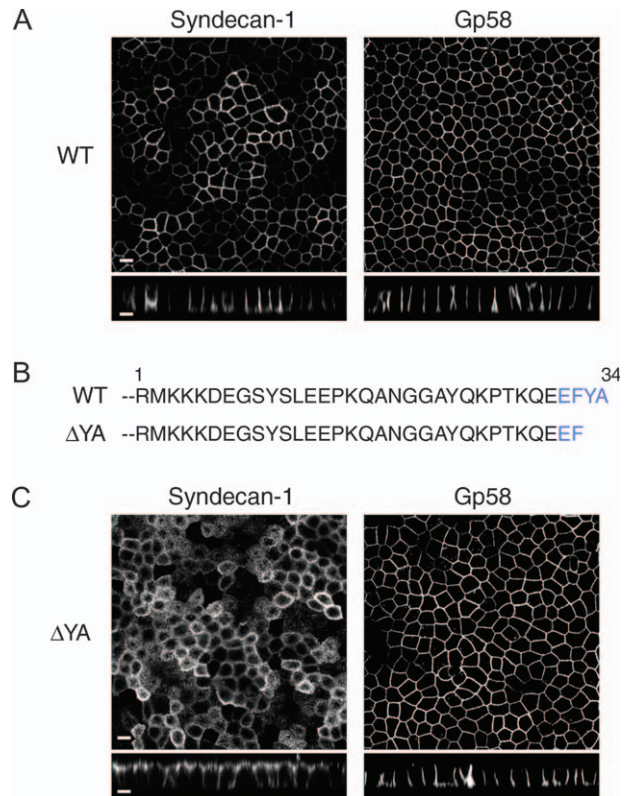 A
Syndecan-1 Gp58
WT
B
1 34
WT --RMKKKDEGSYSLEEPKQANGGAYQKPTKQEEFYA
ΔYA --RMKKKDEGSYSLEEPKQANGGAYQKPTKQEEF
C
Syndecan-1 Gp58
ΔYA